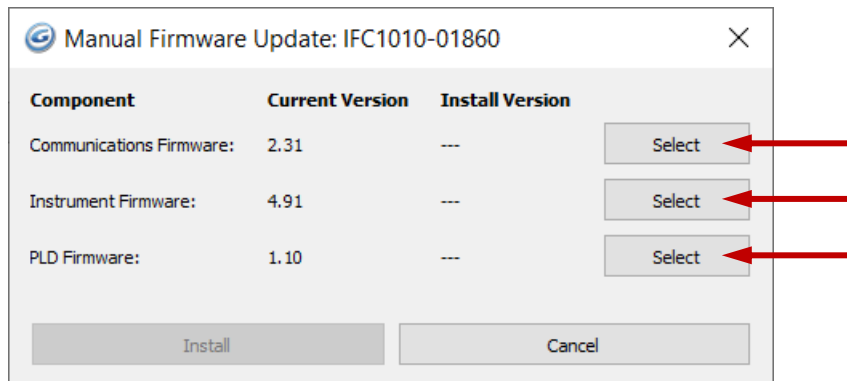 Manual Firmware Update: IFC1010-01860
Component Current Version Install Version
Communications Firmware: 2.31 --- Select
Instrument Firmware: 4.91 --- Select
PLD Firmware: 1.10 --- Select
Install Cancel